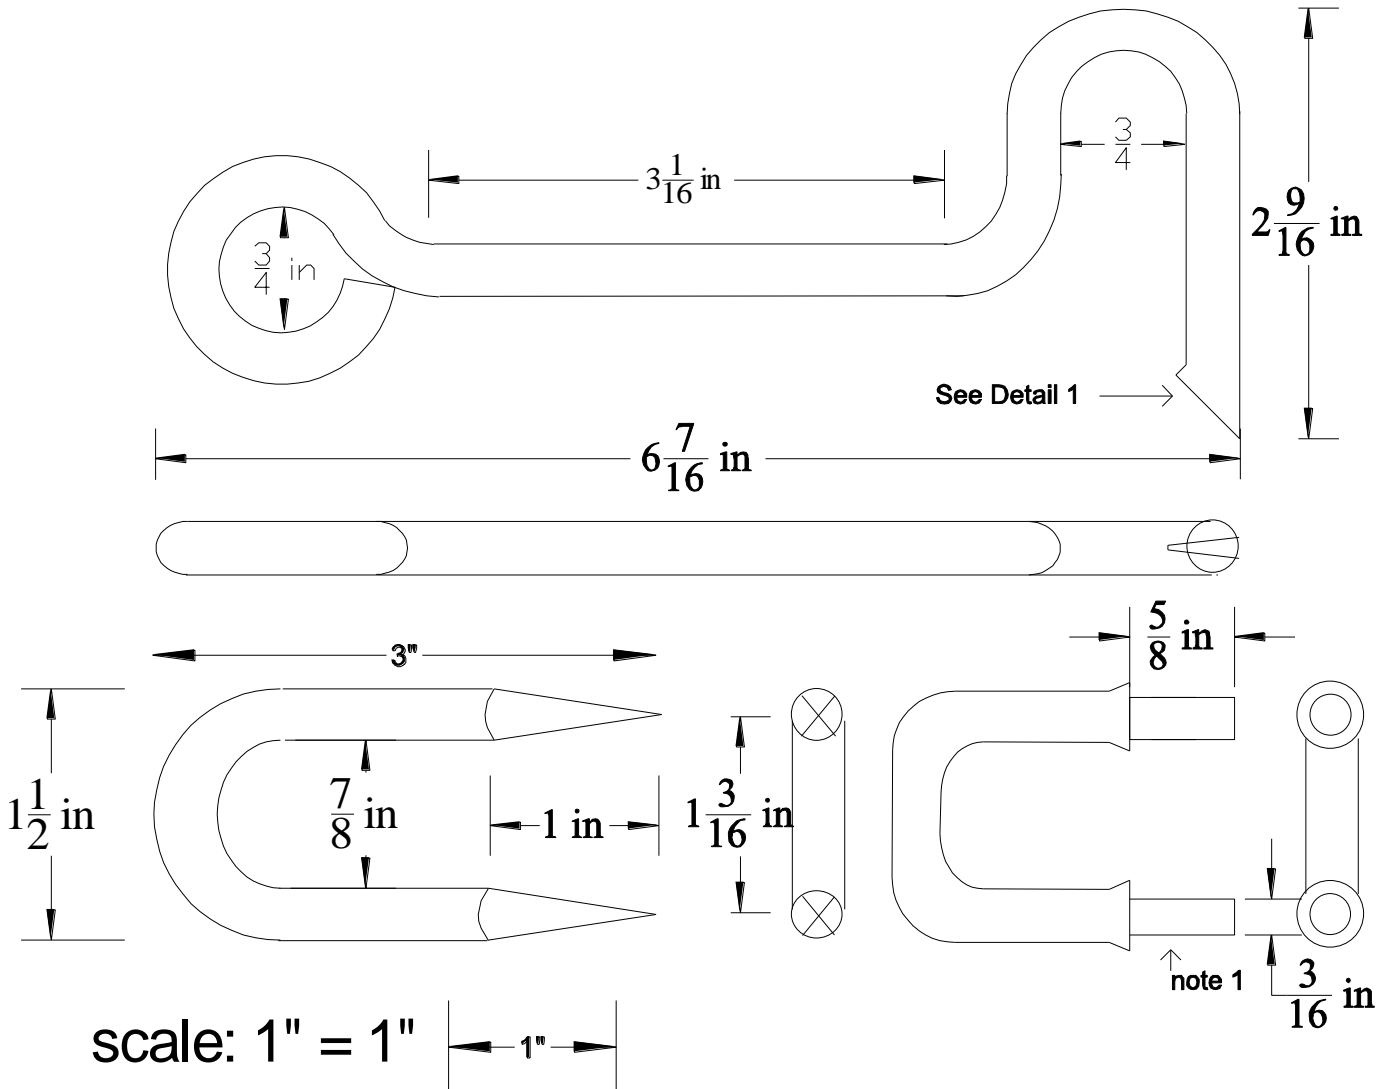 3/4
3 1/16 in
2 9/16 in
3/4 in
See Detail 1
6 7/16 in
5/8 in
3"
1 1/2 in
7/8 in
1 in
1 3/16 in
note 1
3/16 in
scale: 1" = 1"
1"